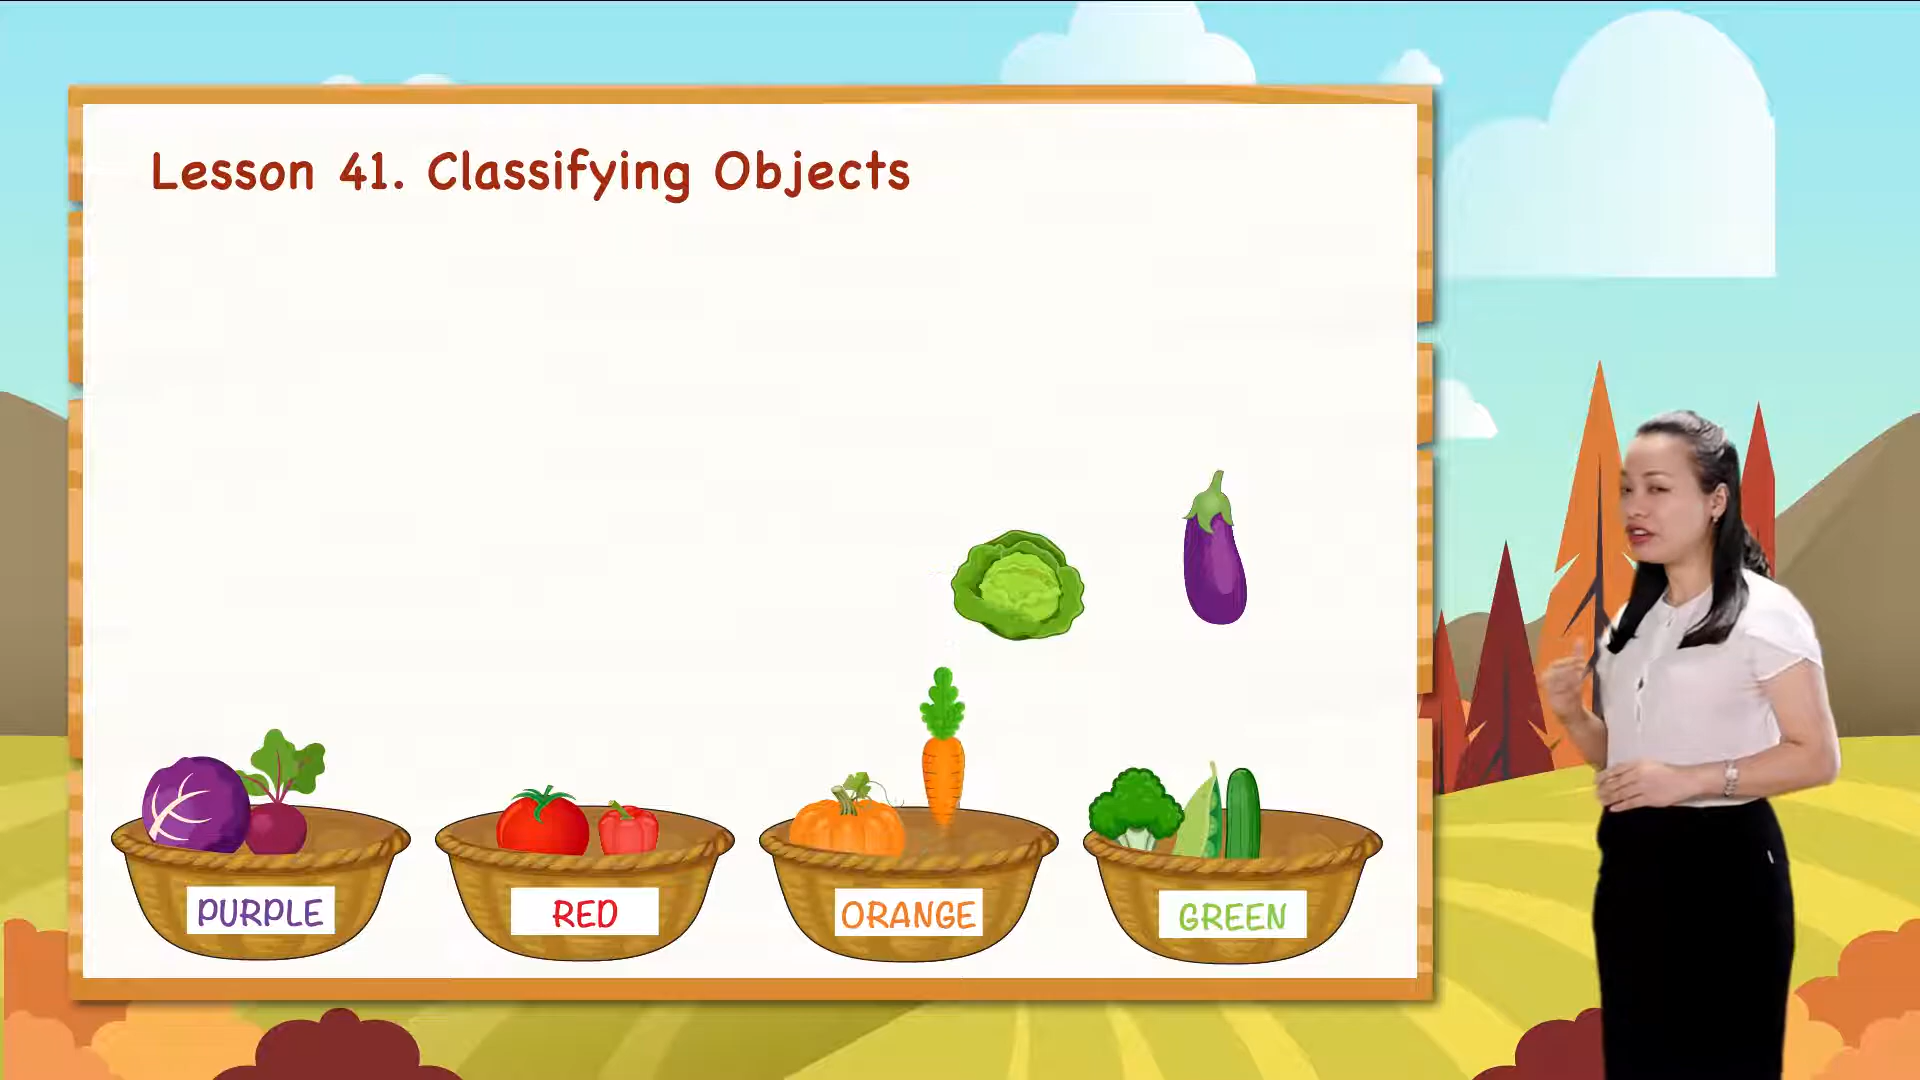 Lesson 41. Classifying Objects
PURPLE
RED
ORANGE
GREEN